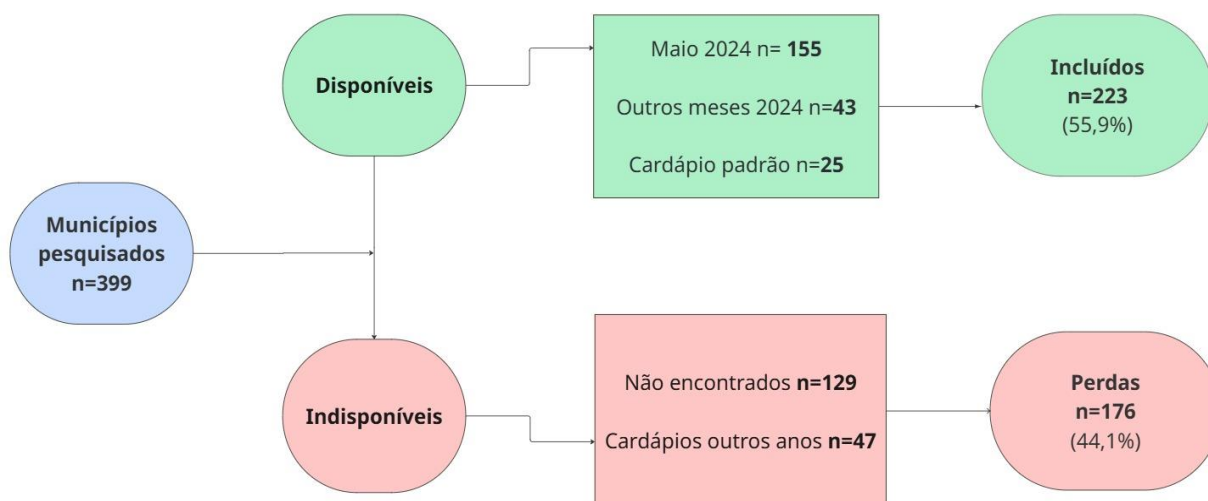 Municípios
pesquisados
n=399
Disponíveis
Maio 2024 n= 155
Outros meses 2024 n=43
Cardápio padrão n=25
Incluídos
n=223
(55,9%)
Indisponíveis
Não encontrados n=129
Cardápios outros anos n=47
Perdas
n=176
(44,1%)